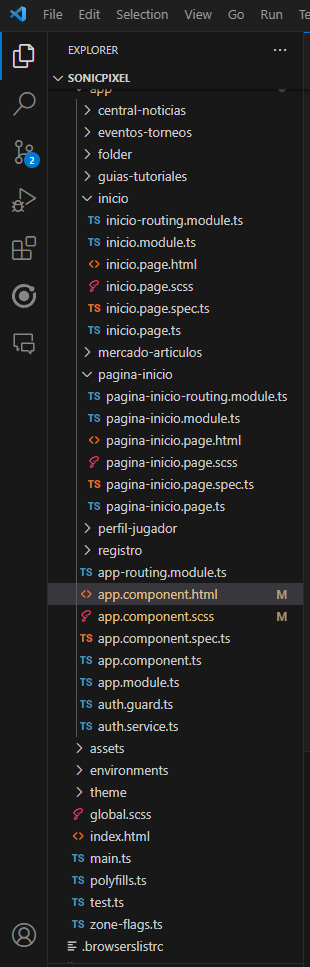 File Edit Selection View Go Run Te
EXPLORER
SONICPIXEL
app
central-noticias
eventos-torneos
folder
guias-tutoriales
inicio
TS inicio-routing.module.ts
TS inicio.module.ts
inicio.page.html
inicio.page.scss
TS inicio.page.spec.ts
TS inicio.page.ts
mercado-articulos
pagina-inicio
TS pagina-inicio-routing.module.ts
TS pagina-inicio.module.ts
pagina-inicio.page.html
pagina-inicio.page.scss
TS pagina-inicio.page.spec.ts
TS pagina-inicio.page.ts
perfil-jugador
registro
TS app-routing.module.ts
<> app.component.html M
app.component.scss M
TS app.component.spec.ts
TS app.component.ts
TS app.module.ts
TS auth.guard.ts
TS auth.service.ts
assets
environments
theme
global.scss
<> index.html
TS main.ts
TS polyfills.ts
TS test.ts
TS zone-flags.ts
.browserslistrc
2